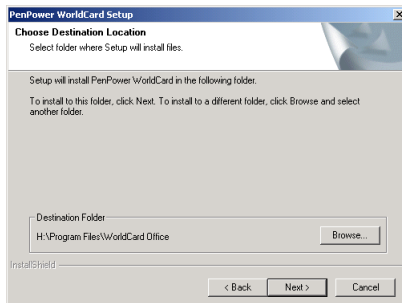 PenPower WorldCard Setup
Choose Destination Location
Select folder where Setup will install files.
Setup will install PenPower WorldCard in the following folder.
To install to this folder, click Next. To install to a different folder, click Browse and select
another folder.
Destination Folder
H:\Program Files\WorldCard Office
Browse...
InstallShield
< Back
Next >
Cancel